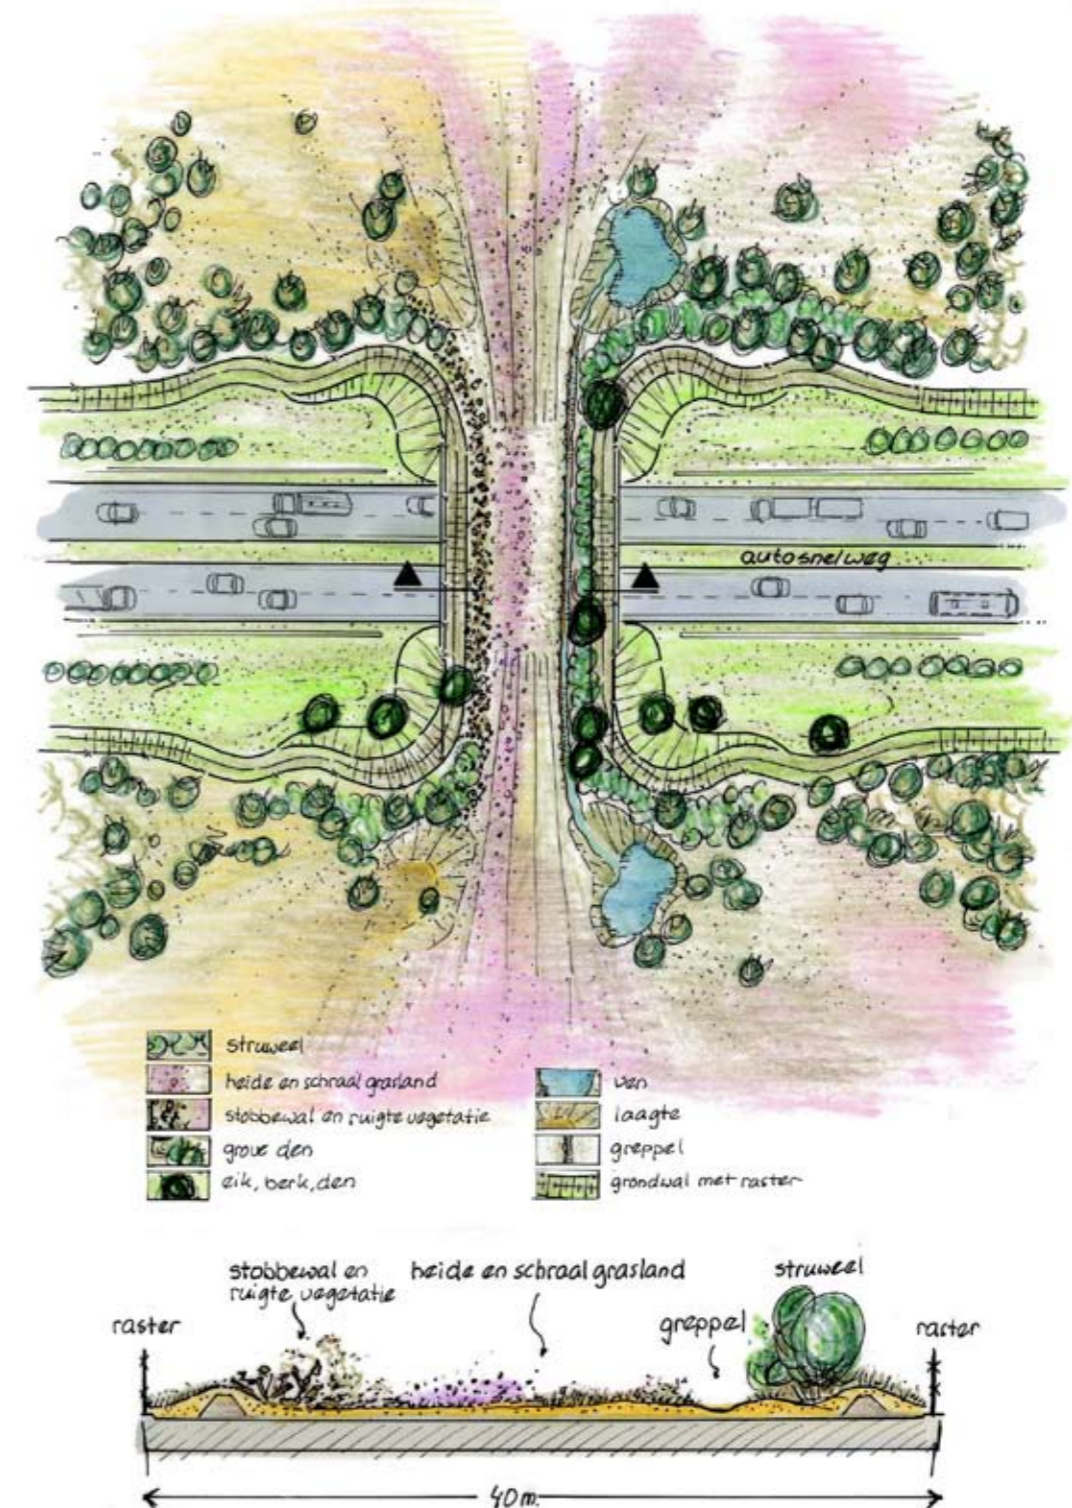 autosnelweg
struweel
heide en schraal grasland
stobbewal en ruigte vegetatie
grove den
eik, berk, den
ven
laagte
greppel
grondwal met raster
stobbewal en
ruigte vegetatie
heide en schraal grasland
struweel
raster
greppel
raster
40 m.